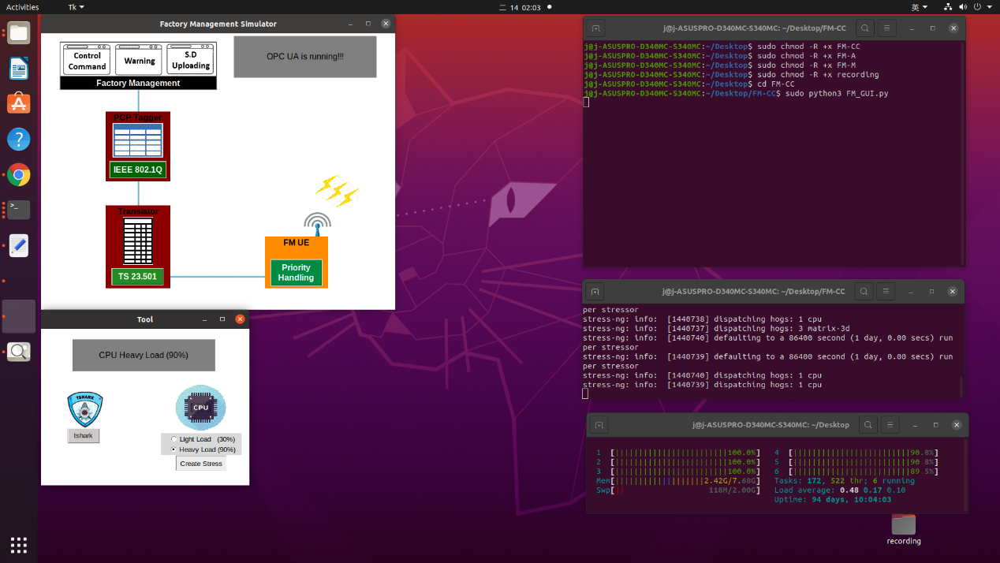 Activities
Tk
二 14 02:03
英
Factory Management Simulator
Control
Command
Warning
S.D
Uploading
Factory Management
OPC UA is running!!!
PCP Tagger
IEEE 802.1Q
Translator
TS 23.501
FM UE
Priority
Handling
Tool
CPU Heavy Load (90%)
TSHARK
tshark
CPU
Light Load (30%)
Heavy Load (90%)
Create Stress
j@j-ASUSPRO-D340MC-S340MC: ~/Desktop/FM-CC
j@j-ASUSPRO-D340MC-S340MC:~/Desktop$ sudo chmod -R +x FM-CC
j@j-ASUSPRO-D340MC-S340MC:~/Desktop$ sudo chmod -R +x FM-A
j@j-ASUSPRO-D340MC-S340MC:~/Desktop$ sudo chmod -R +x FM-M
j@j-ASUSPRO-D340MC-S340MC:~/Desktop$ sudo chmod -R +x recording
j@j-ASUSPRO-D340MC-S340MC:~/Desktop$ cd FM-CC
j@j-ASUSPRO-D340MC-S340MC:~/Desktop/FM-CC$ sudo python3 FM_GUI.py
j@j-ASUSPRO-D340MC-S340MC: ~/Desktop/FM-CC
per stressor
stress-ng: info: [1440738] dispatching hogs: 1 cpu
stress-ng: info: [1440737] dispatching hogs: 3 matrix-3d
stress-ng: info: [1440740] defaulting to a 86400 second (1 day, 0.00 secs) run
per stressor
stress-ng: info: [1440739] defaulting to a 86400 second (1 day, 0.00 secs) run
per stressor
stress-ng: info: [1440740] dispatching hogs: 1 cpu
stress-ng: info: [1440739] dispatching hogs: 1 cpu
j@j-ASUSPRO-D340MC-S340MC: ~/Desktop
1 [||||||||||||||||||||||||100.0%] 4 [|||||||||||||||||||||||||90.8%]
2 [||||||||||||||||||||||||100.0%] 5 [|||||||||||||||||||||||||90.8%]
3 [||||||||||||||||||||||||100.0%] 6 [|||||||||||||||||||||||||89.5%]
Mem[|||||||||||||||||||2.42G/7.68G] Tasks: 172, 522 thr; 6 running
Swp[|| 118M/2.00G] Load average: 0.48 0.17 0.10
Uptime: 94 days, 10:04:03
recording